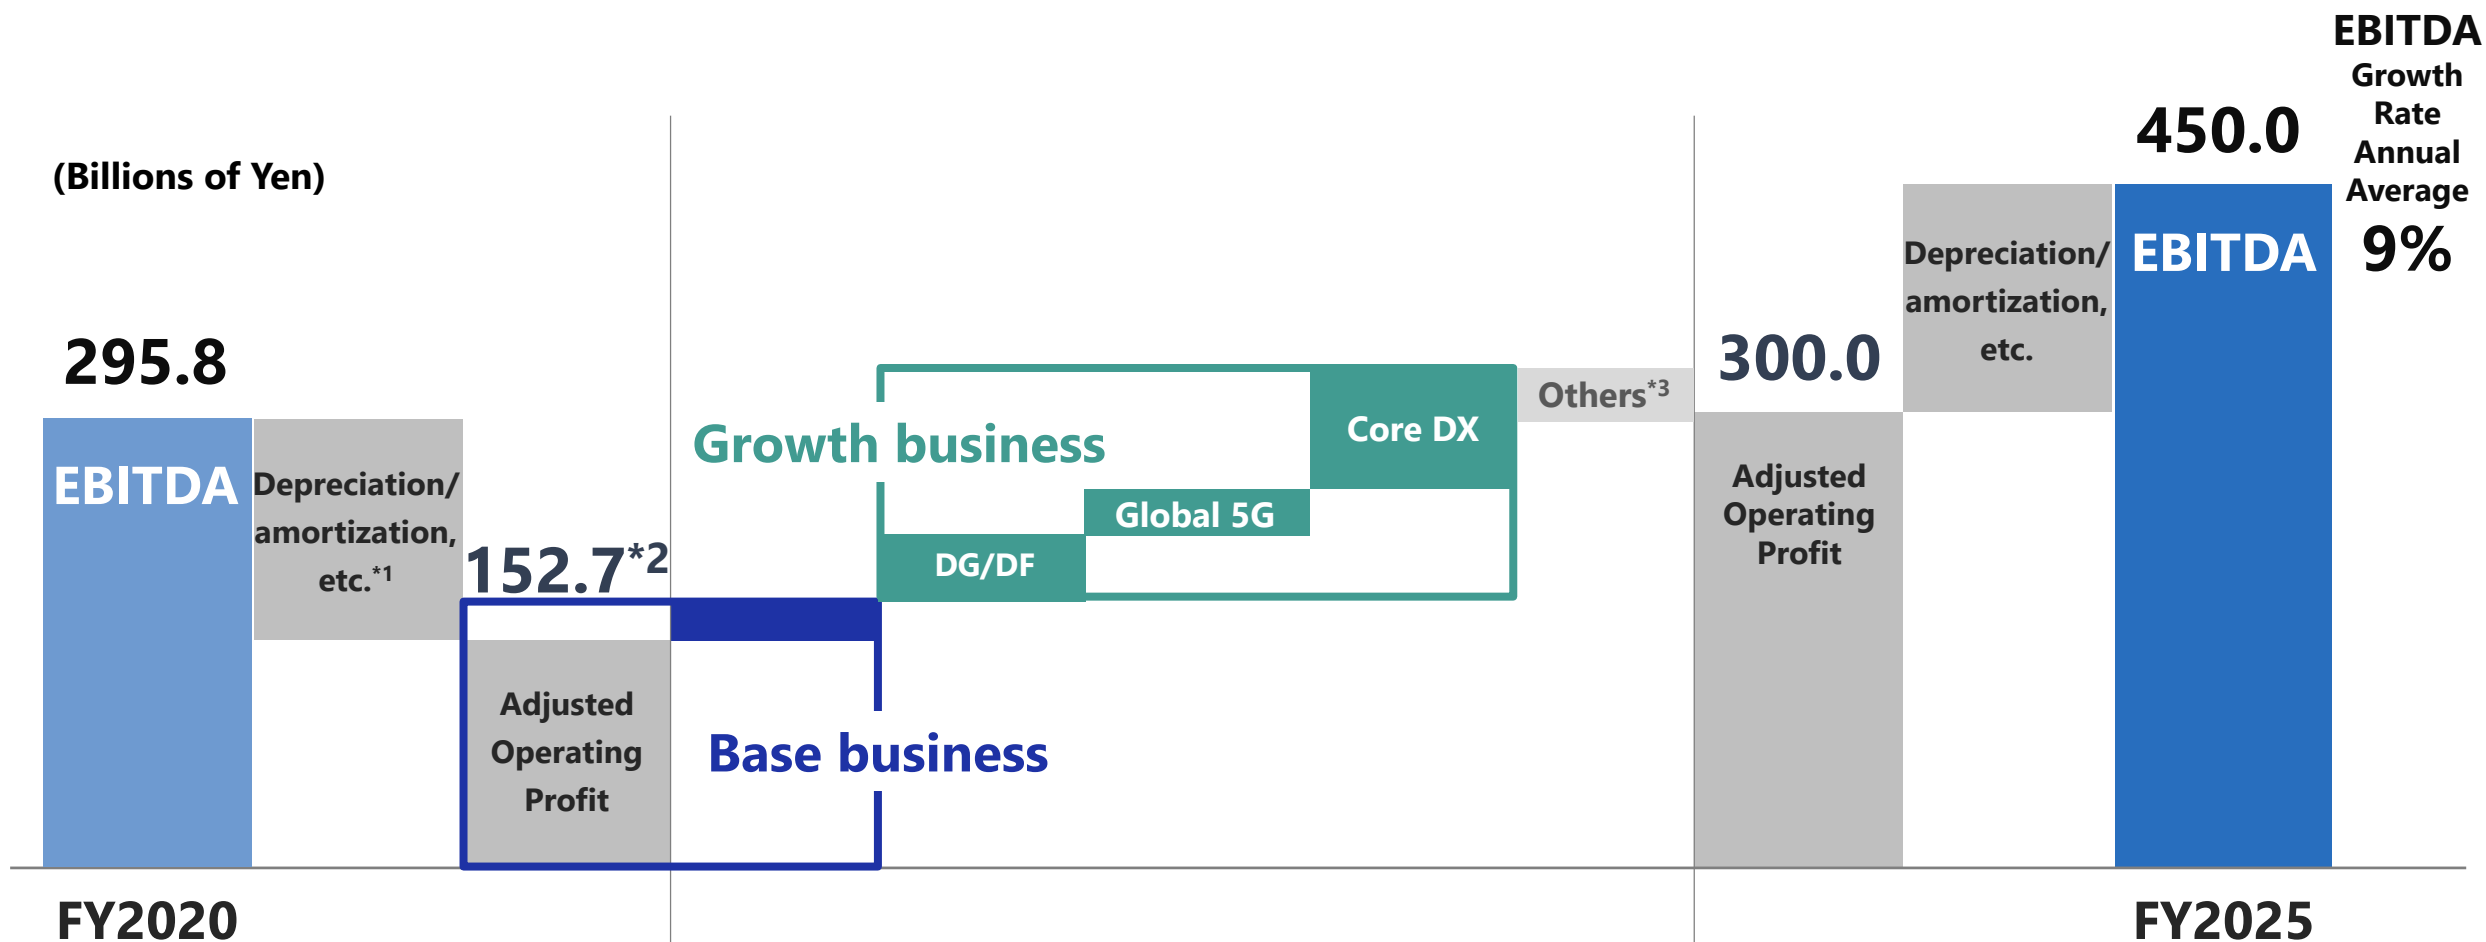 (Billions of Yen)
295.8
EBITDA
Depreciation/
amortization,
etc.*1
152.7*2
Adjusted
Operating
Profit
Base business
Growth business
DG/DF
Global 5G
Core DX
Others*3
300.0
Adjusted
Operating
Profit
Depreciation/
amortization,
etc.
450.0
EBITDA
EBITDA
Growth
Rate
Annual
Average
9%
FY2020
FY2025